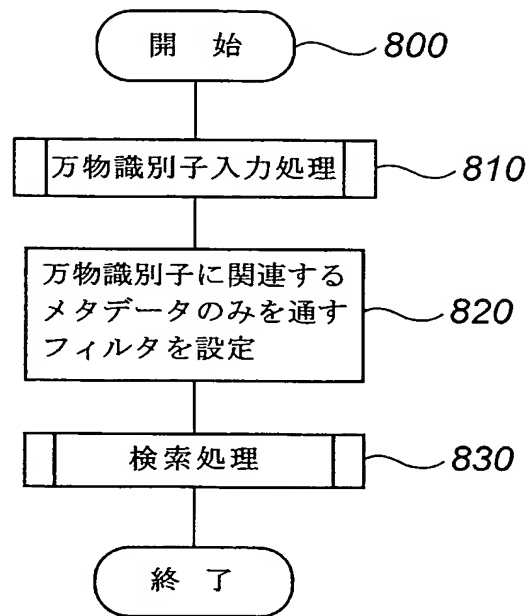 開 始
800
万物識別子入力処理
810
万物識別子に関連する
メタデータのみを通す
フィルタを設定
820
検索処理
830
終 了